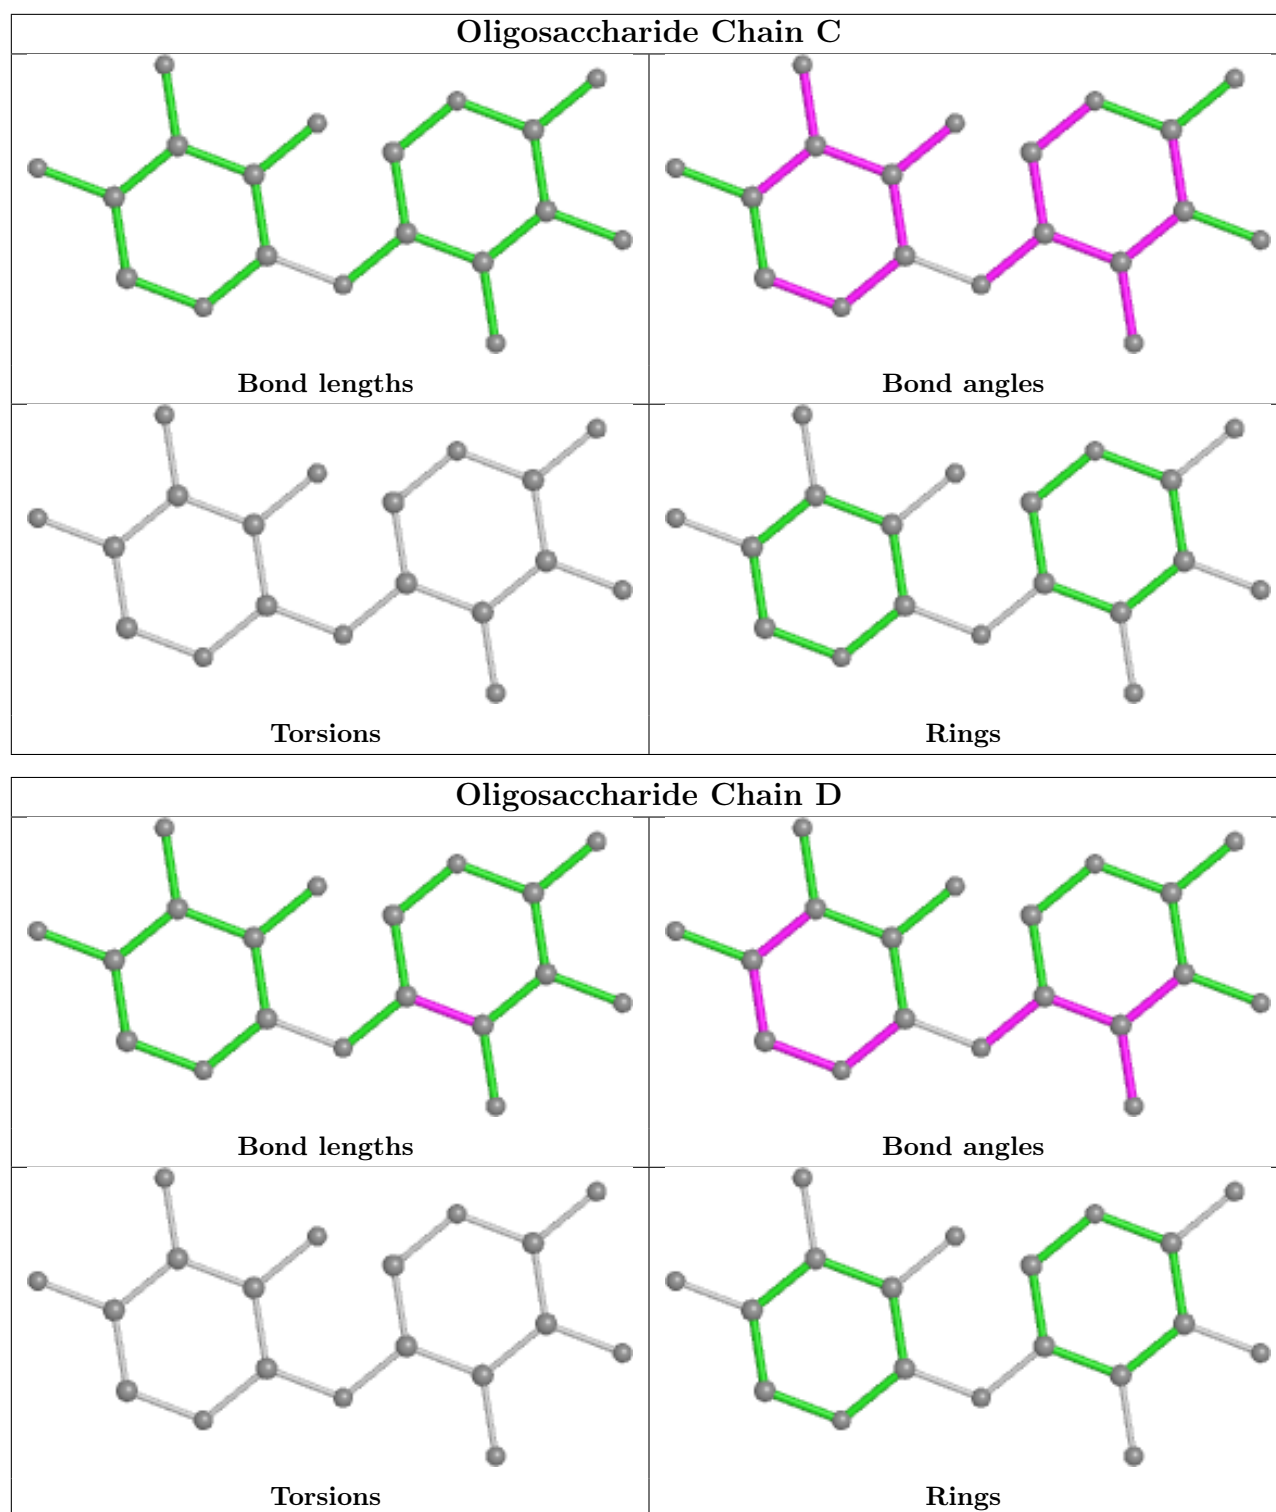 Oligosaccharide Chain C
Bond lengths
Bond angles
Torsions
Rings
Oligosaccharide Chain D
Bond lengths
Bond angles
Torsions
Rings